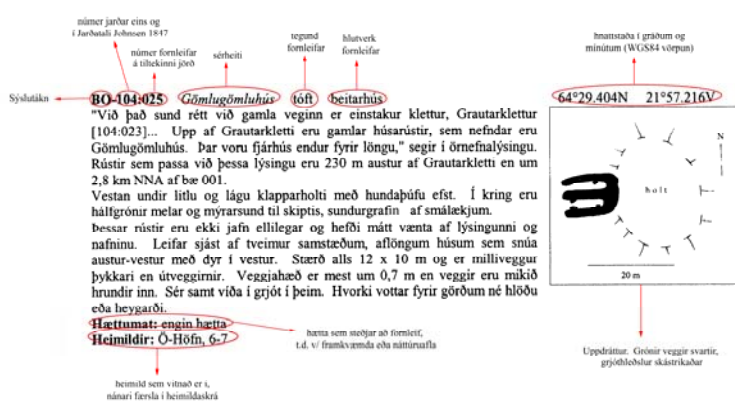 númer jarðar eins og
í Jarðatali Johnsen 1847
númer fornleifar
á tiltekinni jörð
sérheiti
tegund
fornleifar
hlutverk
fornleifar
hnattstaða í gráðum og
mínútum (WGS84 vörpun)
Sýslutákn
BO-104:025 Gömlugömluhús tóft beitarhús
64°29.404N 21°57.216V
"Við það sund rétt við gamla veginn er einstakur klettur, Grautarklettur
[104:023]... Upp af Grautarkletti eru gamlar húsarústir, sem nefndar eru
Gömlugömluhús. Þar voru fjárhús endur fyrir löngu," segir í örnefnalýsingu.
Rústir sem passa við þessa lýsingu eru 230 m austur af Grautarkletti en um
2,8 km NNA af bæ 001.
Vestan undir litlu og lágu klapparholti með hundaþúfu efst. Í kring eru
hálfgrónir melar og mýrarsund til skiptis, sundurgrafin af smálækjum.
Þessar rústir eru ekki jafn ellilegar og hefði mátt vænta af lýsingunni og
nafninu. Leifar sjást af tveimur samstæðum, aflöngum húsum sem snúa
austur-vestur með dyr í vestur. Stærð alls 12 x 10 m og er milliveggur
þykkari en útveggirnir. Veggjahæð er mest um 0,7 m en veggir eru mikið
hrundir inn. Sér samt víða í grjót í þeim. Hvorki vottar fyrir görðum né hlöðu
eða heygarði.
Hættumat: engin hætta
Heimildir: Ö-Höfn, 6-7
N
holt
20 m
hætta sem steðjar að fornleif,
t.d. v/ framkvæmda eða náttúruafla
Uppdráttur. Grónir veggir svartir,
grjóthleðslur skástrikaðar
heimild sem vitnað er í,
nánari færsla í heimildaskrá